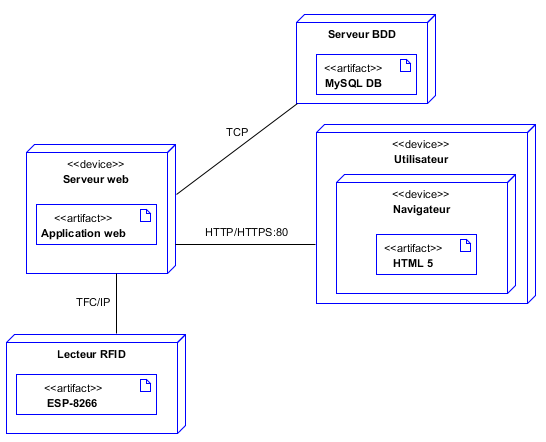 Serveur BDD
<<artifact>>
MySQL DB
TCP
<<device>>
Utilisateur
<<device>>
Serveur web
<<device>>
Navigateur
<<artifact>>
Application web
HTTP/HTTPS:80
<<artifact>>
HTML 5
TFC/IP
Lecteur RFID
<<artifact>>
ESP-8266